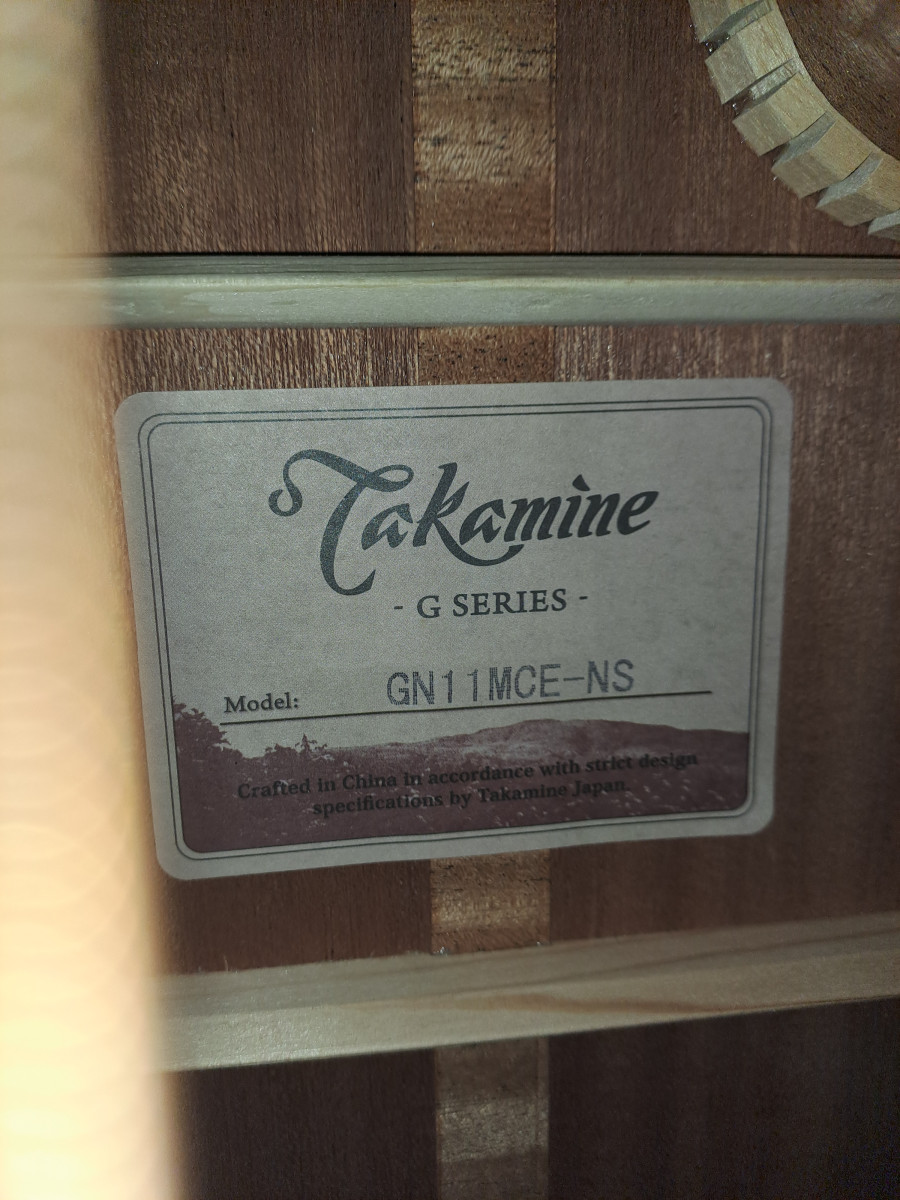 Takamine
- G SERIES -
Model: GN11MCE-NS
Crafted in China in accordance with strict design
specifications by Takamine Japan.